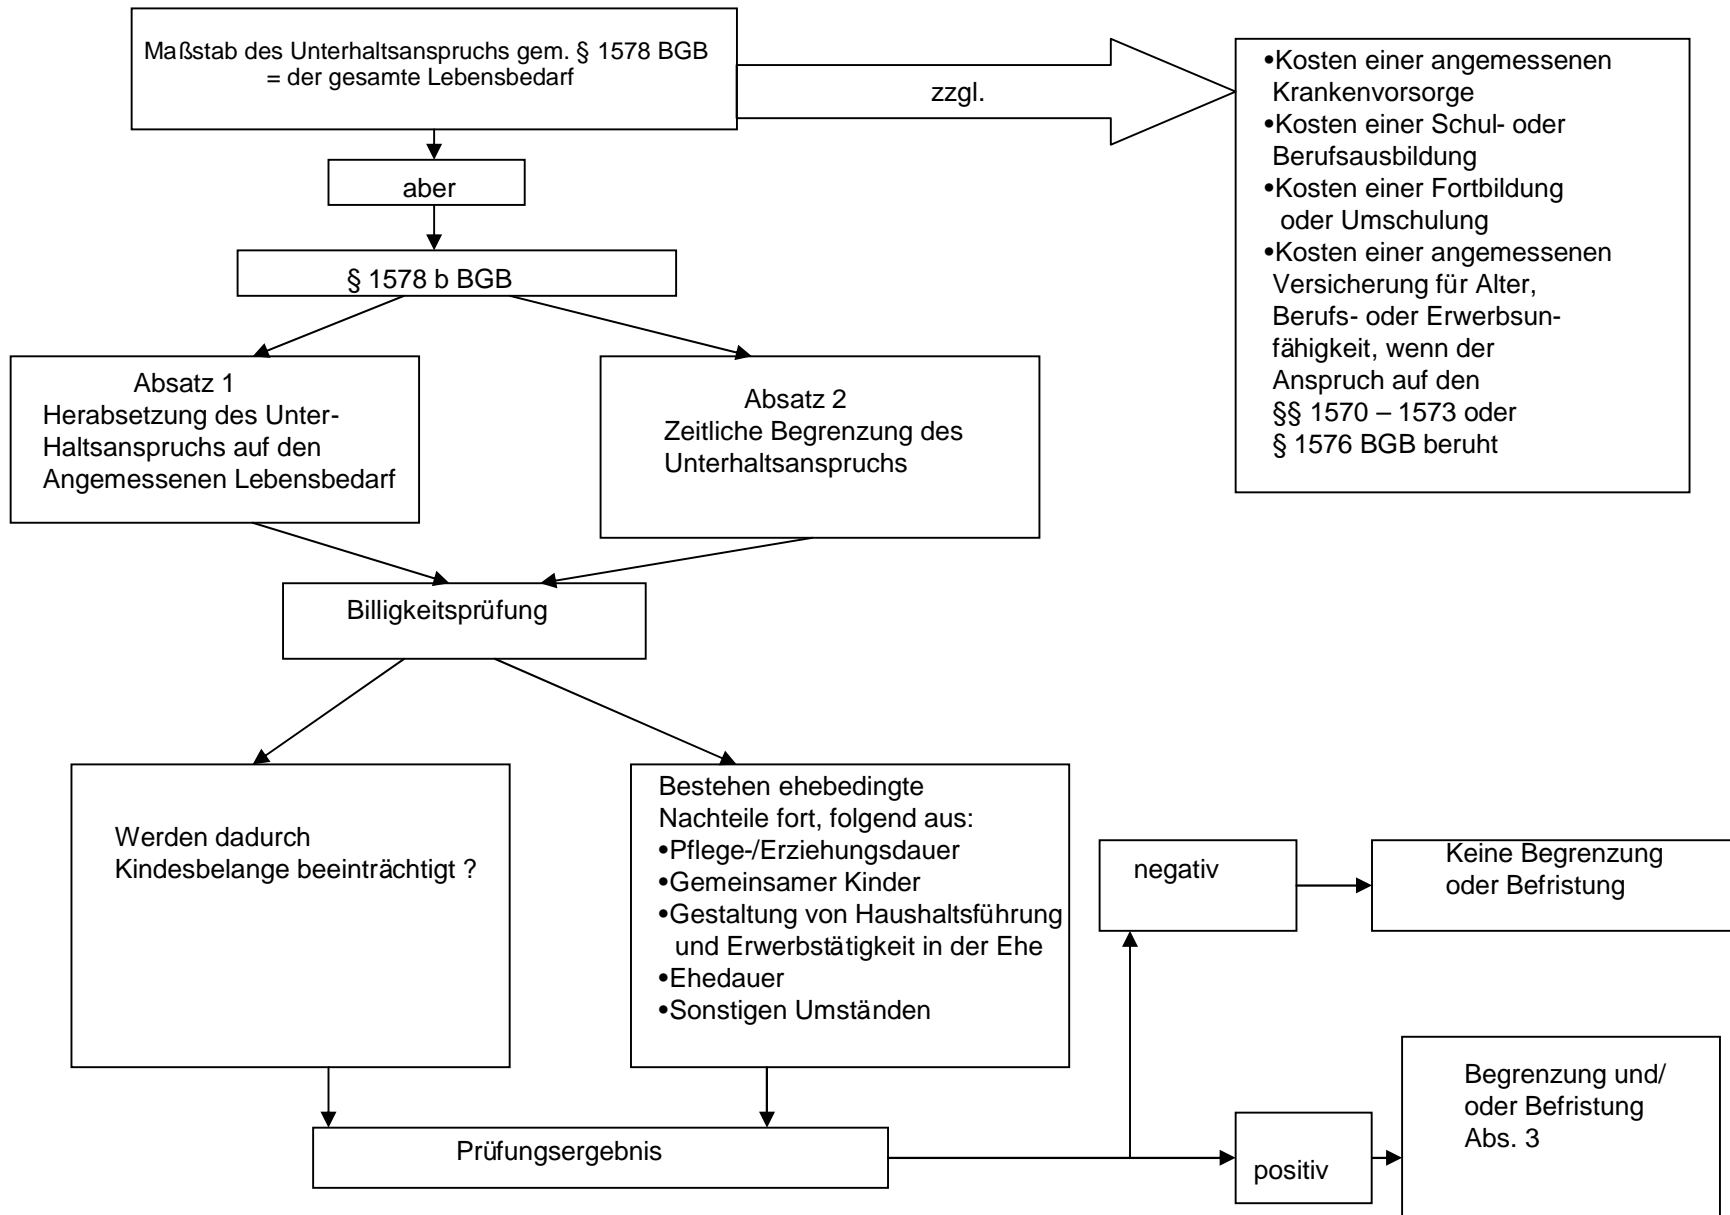 Maßstab des Unterhaltsanspruchs gem. § 1578 BGB
= der gesamte Lebensbedarf
zzgl.
•Kosten einer angemessenen
Krankenvorsorge
•Kosten einer Schul- oder
Berufsausbildung
•Kosten einer Fortbildung
oder Umschulung
•Kosten einer angemessenen
Versicherung für Alter,
Berufs- oder Erwerbsun-
fähigkeit, wenn der
Anspruch auf den
§§ 1570 – 1573 oder
§ 1576 BGB beruht
aber
§ 1578 b BGB
Absatz 1
Herabsetzung des Unter-
Haltsanspruchs auf den
Angemessenen Lebensbedarf
Absatz 2
Zeitliche Begrenzung des
Unterhaltsanspruchs
Billigkeitsprüfung
Werden dadurch
Kindesbelange beeinträchtigt ?
Bestehen ehebedingte
Nachteile fort, folgend aus:
•Pflege-/Erziehungsdauer
•Gemeinsamer Kinder
•Gestaltung von Haushaltsführung
und Erwerbstätigkeit in der Ehe
•Ehedauer
•Sonstigen Umständen
negativ
Keine Begrenzung
oder Befristung
Prüfungsergebnis
positiv
Begrenzung und/
oder Befristung
Abs. 3